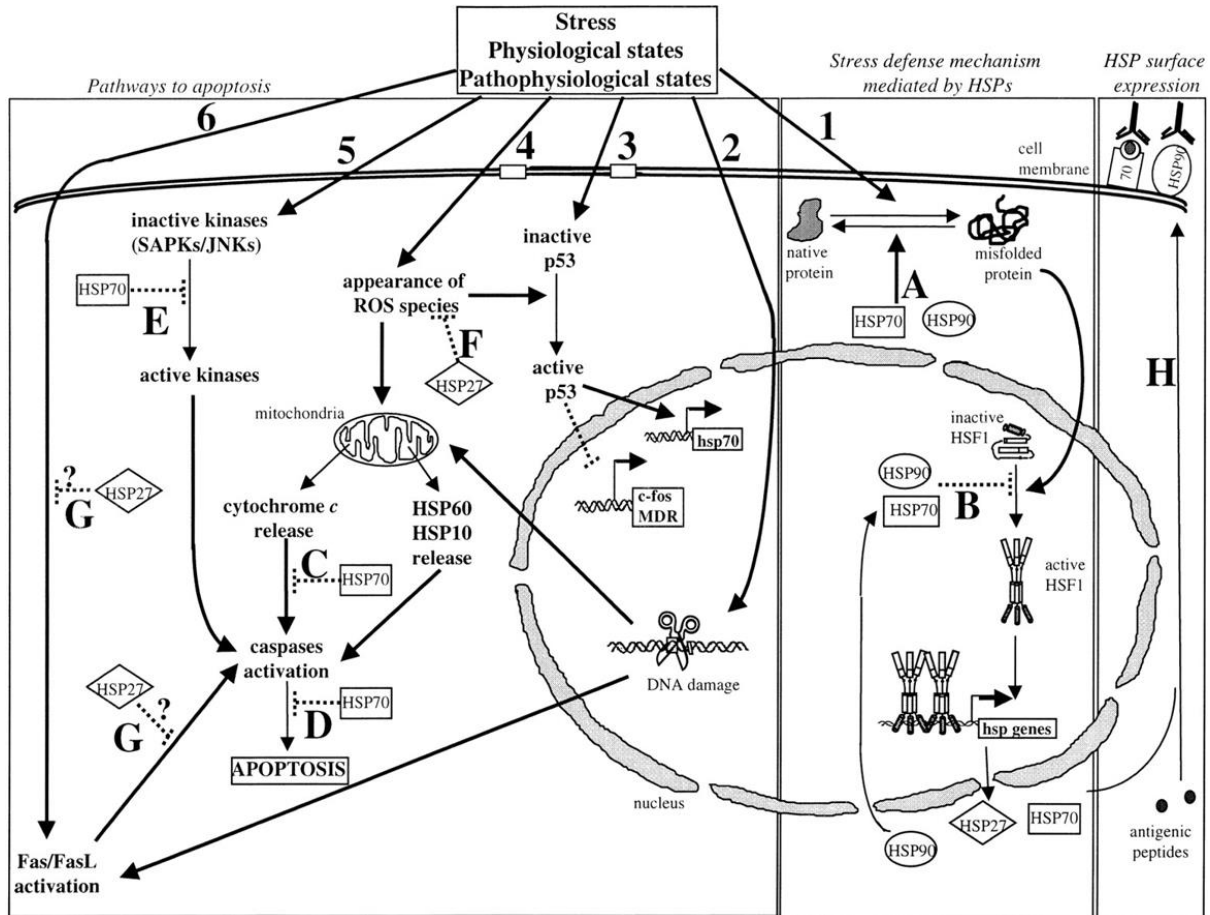 Stress
Physiological states
Pathophysiological states
Pathways to apoptosis
Stress defense mechanism
mediated by HSPs
HSP surface
expression
6
5
4
3
2
1
cell
membrane
70
HSP90
inactive kinases
(SAPKs/JNKs)
HSP70
E
active kinases
appearance of
ROS species
F
HSP27
inactive
p53
active
p53
hsp70
c-fos
MDR
native
protein
misfolded
protein
A
HSP70
HSP90
H
mitochondria
cytochrome c
release
HSP60
HSP10
release
C
HSP70
?
HSP27
G
caspases
activation
HSP27
?
G
D
HSP70
APOPTOSIS
Fas/FasL
activation
DNA damage
nucleus
inactive
HSF1
HSP90
HSP70
B
active
HSF1
hsp genes
HSP27
HSP70
HSP90
antigenic
peptides